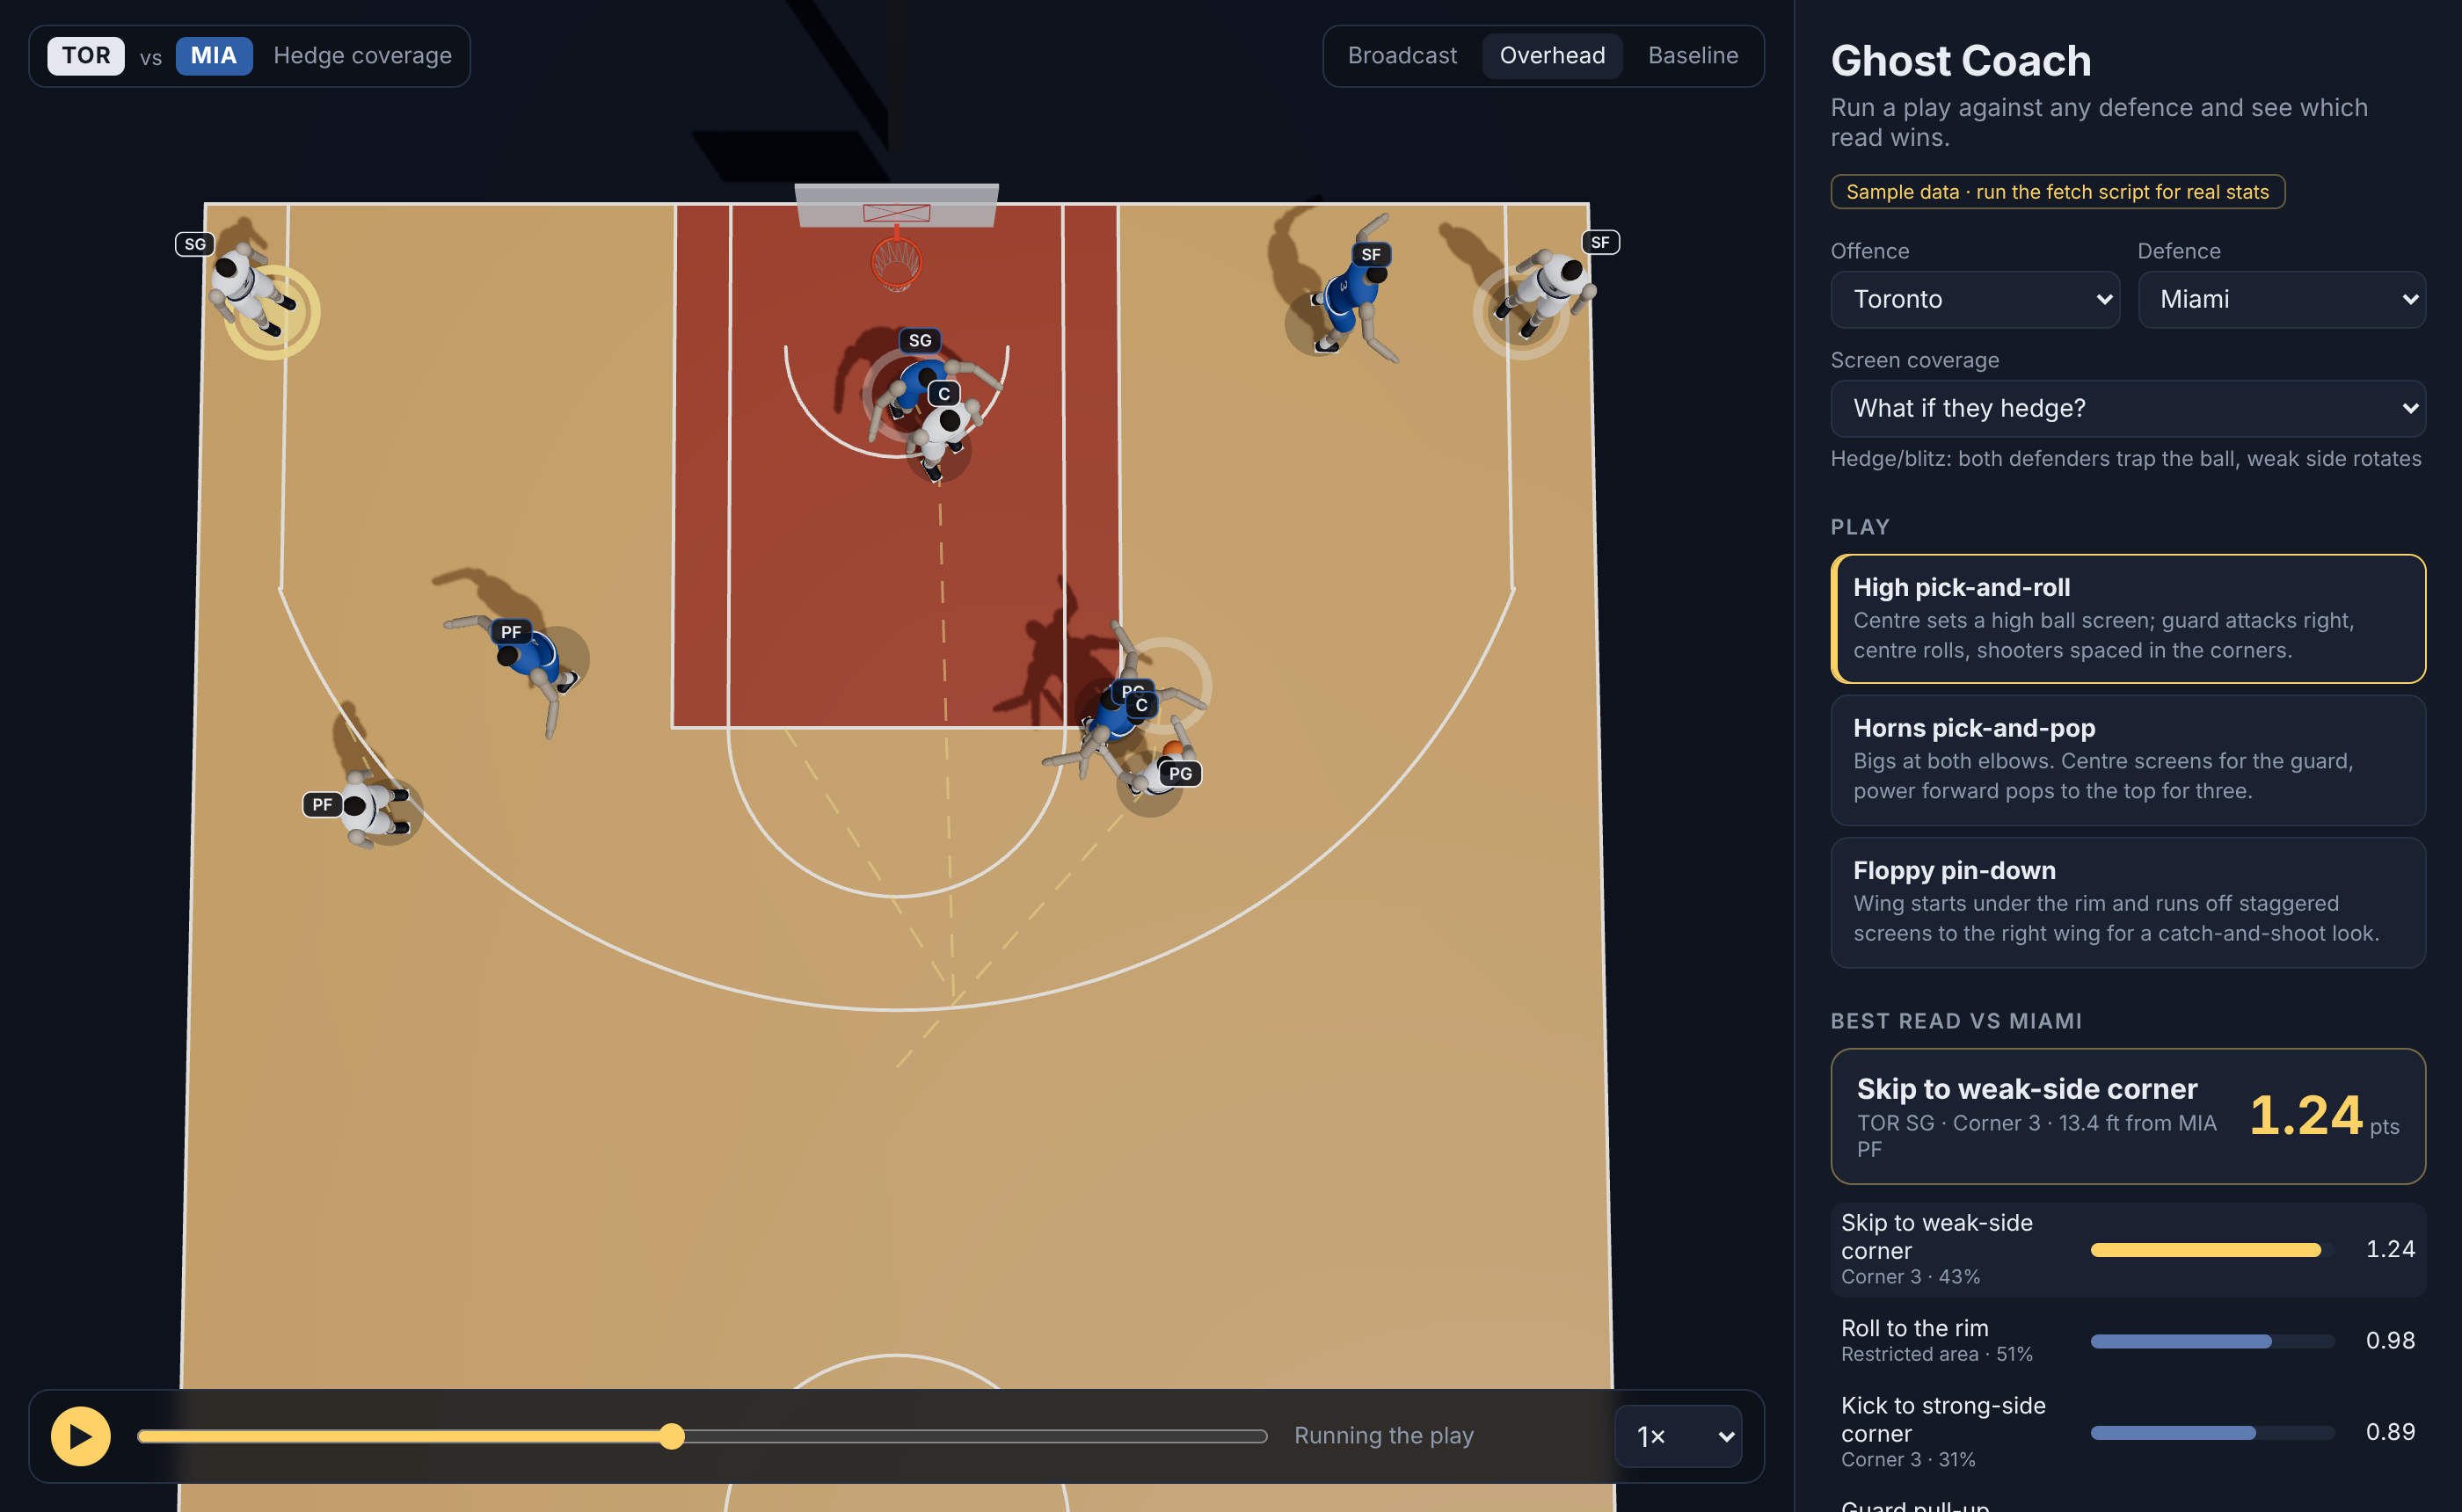 TOR vs MIA Hedge coverage
Broadcast Overhead Baseline
SG
SF
SF
SG
C
PF
PG
C
PG
PF
Running the play
1×
Ghost Coach
Run a play against any defence and see which
read wins.
Sample data · run the fetch script for real stats
Offence
Defence
Toronto
Miami
Screen coverage
What if they hedge?
Hedge/blitz: both defenders trap the ball, weak side rotates
PLAY
High pick-and-roll
Centre sets a high ball screen; guard attacks right,
centre rolls, shooters spaced in the corners.
Horns pick-and-pop
Bigs at both elbows. Centre screens for the guard,
power forward pops to the top for three.
Floppy pin-down
Wing starts under the rim and runs off staggered
screens to the right wing for a catch-and-shoot look.
BEST READ VS MIAMI
Skip to weak-side corner
TOR SG · Corner 3 · 13.4 ft from MIA
PF
1.24 pts
Skip to weak-side
corner
Corner 3 · 43%
1.24
Roll to the rim
Restricted area · 51%
0.98
Kick to strong-side
corner
Corner 3 · 31%
0.89
Guard pull-up